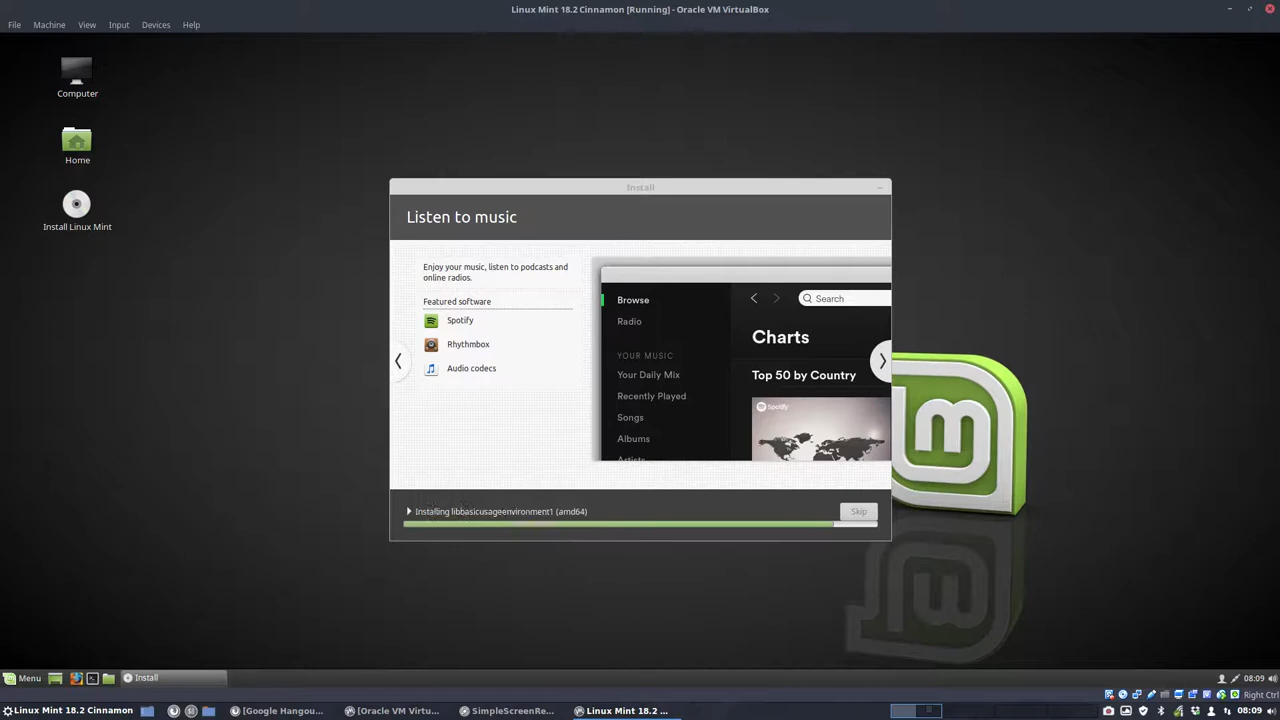 Linux Mint 18.2 Cinnamon [Running] - Oracle VM VirtualBox
File Machine View Input Devices Help
Computer
Home
Install Linux Mint
Install
Listen to music
Enjoy your music, listen to podcasts and
online radios.
Featured software
Spotify
Rhythmbox
Audio codecs
Browse
Radio
YOUR MUSIC
Your Daily Mix
Recently Played
Songs
Albums
Artists
Search
Charts
Top 50 by Country
Spotify
Installing libbasicusageenvironment1 (amd64)
Skip
Menu
Install
08:09
Right Ctrl
Linux Mint 18.2 Cinnamon
[Google Hangou...
[Oracle VM Virtu...
SimpleScreenRe...
Linux Mint 18.2 ...
08:09